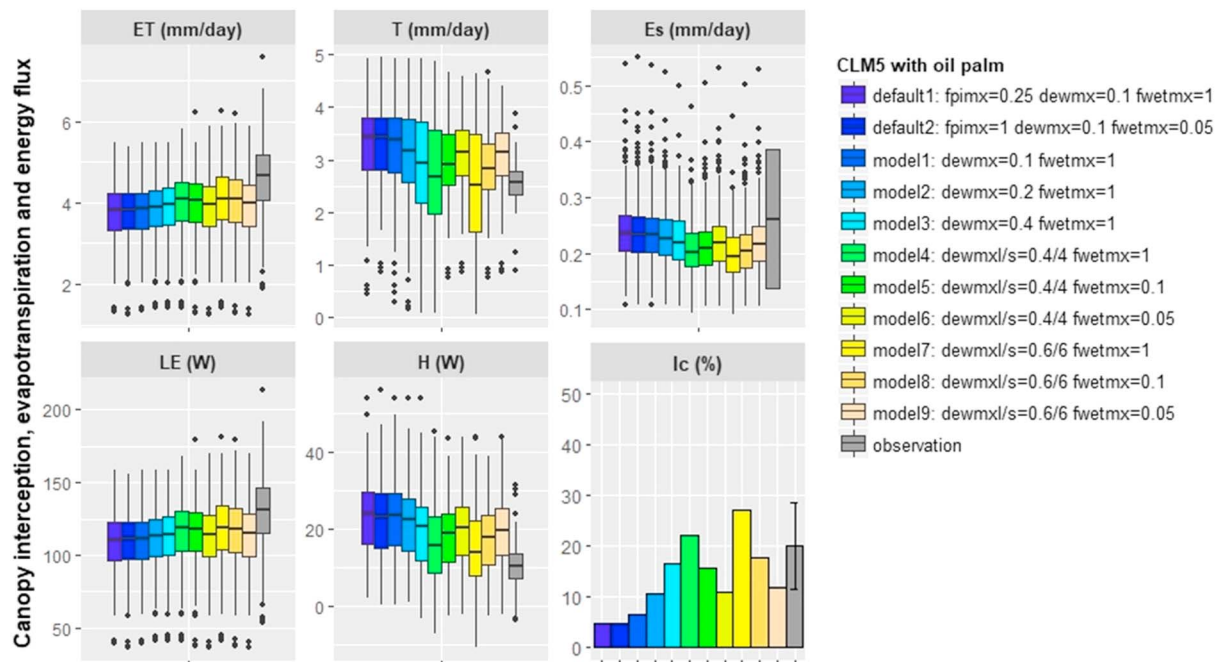 ET (mm/day)
T (mm/day)
Es (mm/day)
6
4
2
5
4
3
2
1
0
0.5
0.4
0.3
0.2
0.1
LE (W)
H (W)
Ic (%)
200
150
100
50
40
20
0
50
40
30
20
10
0
Canopy interception, evapotranspiration and energy flux
CLM5 with oil palm
default1: fpimx=0.25 dewmx=0.1 fwetmx=1
default2: fpimx=1 dewmx=0.1 fwetmx=0.05
model1: dewmx=0.1 fwetmx=1
model2: dewmx=0.2 fwetmx=1
model3: dewmx=0.4 fwetmx=1
model4: dewmxl/s=0.4/4 fwetmx=1
model5: dewmxl/s=0.4/4 fwetmx=0.1
model6: dewmxl/s=0.4/4 fwetmx=0.05
model7: dewmxl/s=0.6/6 fwetmx=1
model8: dewmxl/s=0.6/6 fwetmx=0.1
model9: dewmxl/s=0.6/6 fwetmx=0.05
observation